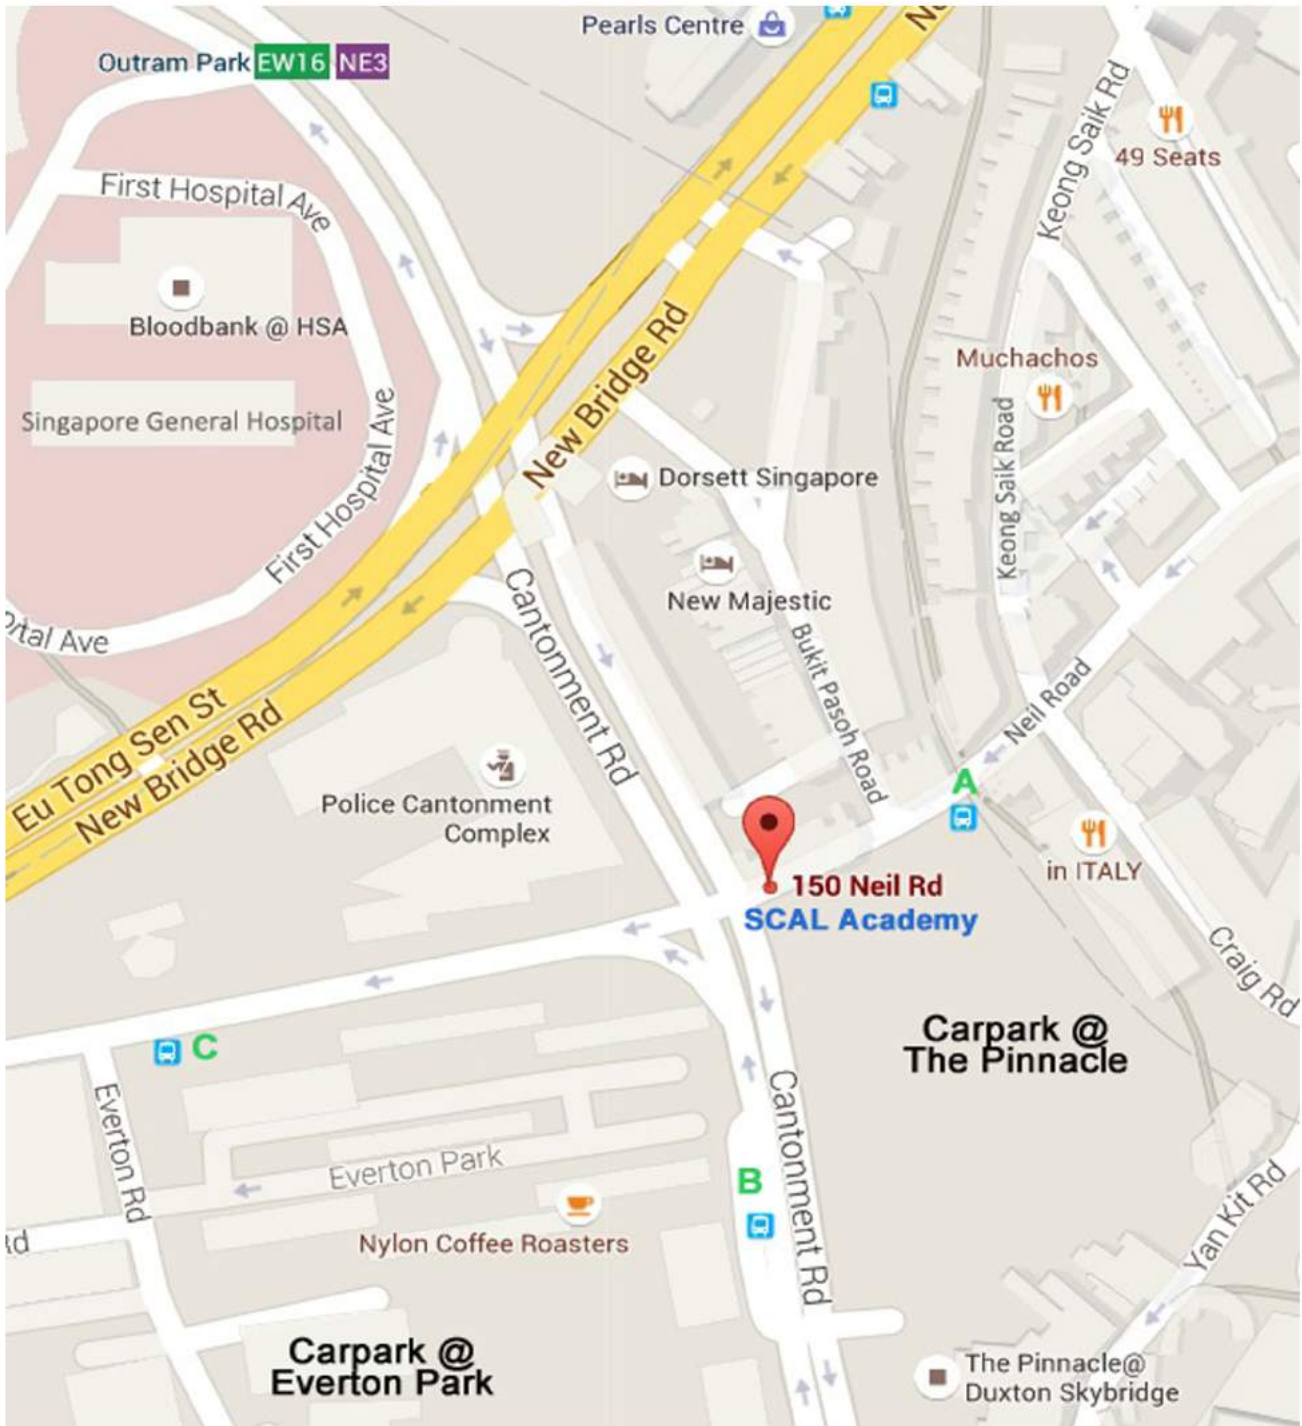 Pearls Centre
Outram Park EW16 NE3
49 Seats
Keong Saik Rd
First Hospital Ave
Bloodbank @ HSA
Muchachos
Singapore General Hospital
New Bridge Rd
First Hospital Ave
Keong Saik Road
Dorsett Singapore
New Majestic
Cantonment Rd
Bukit Pasoh Road
Neil Road
Eu Tong Sen St
New Bridge Rd
Police Cantonment
Complex
A
in ITALY
150 Neil Rd
SCAL Academy
Craig Rd
Carpark @
The Pinnacle
C
Everton Rd
Cantonment Rd
Everton Park
B
Yan Kit Rd
Nylon Coffee Roasters
Carpark @
Everton Park
The Pinnacle@
Duxton Skybridge